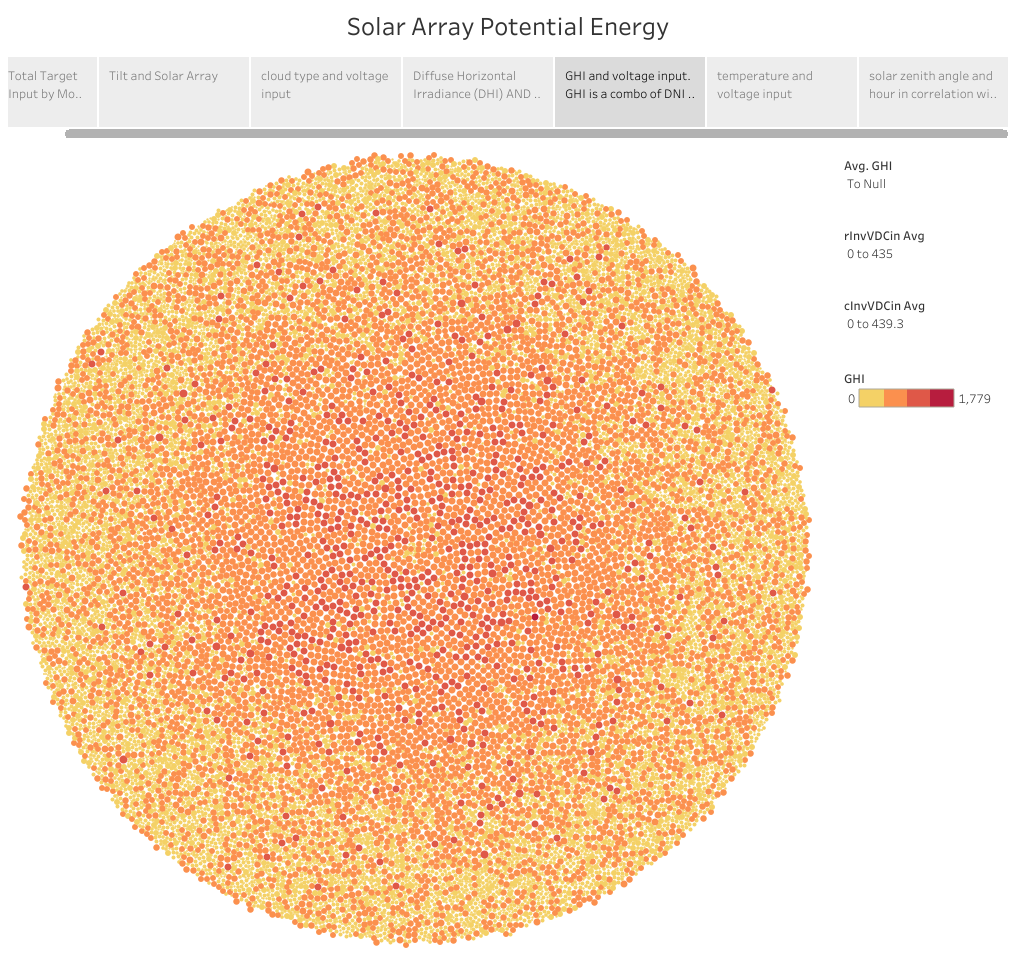 Solar Array Potential Energy
Total Target
Input by Mo..
Tilt and Solar Array
cloud type and voltage
input
Diffuse Horizontal
Irradiance (DHI) AND ..
GHI and voltage input.
GHI is a combo of DNI ..
temperature and
voltage input
solar zenith angle and
hour in correlation wi..
Avg. GHI
To Null
rInvVDCin Avg
0 to 435
cInvVDCin Avg
0 to 439.3
GHI
0 1,779